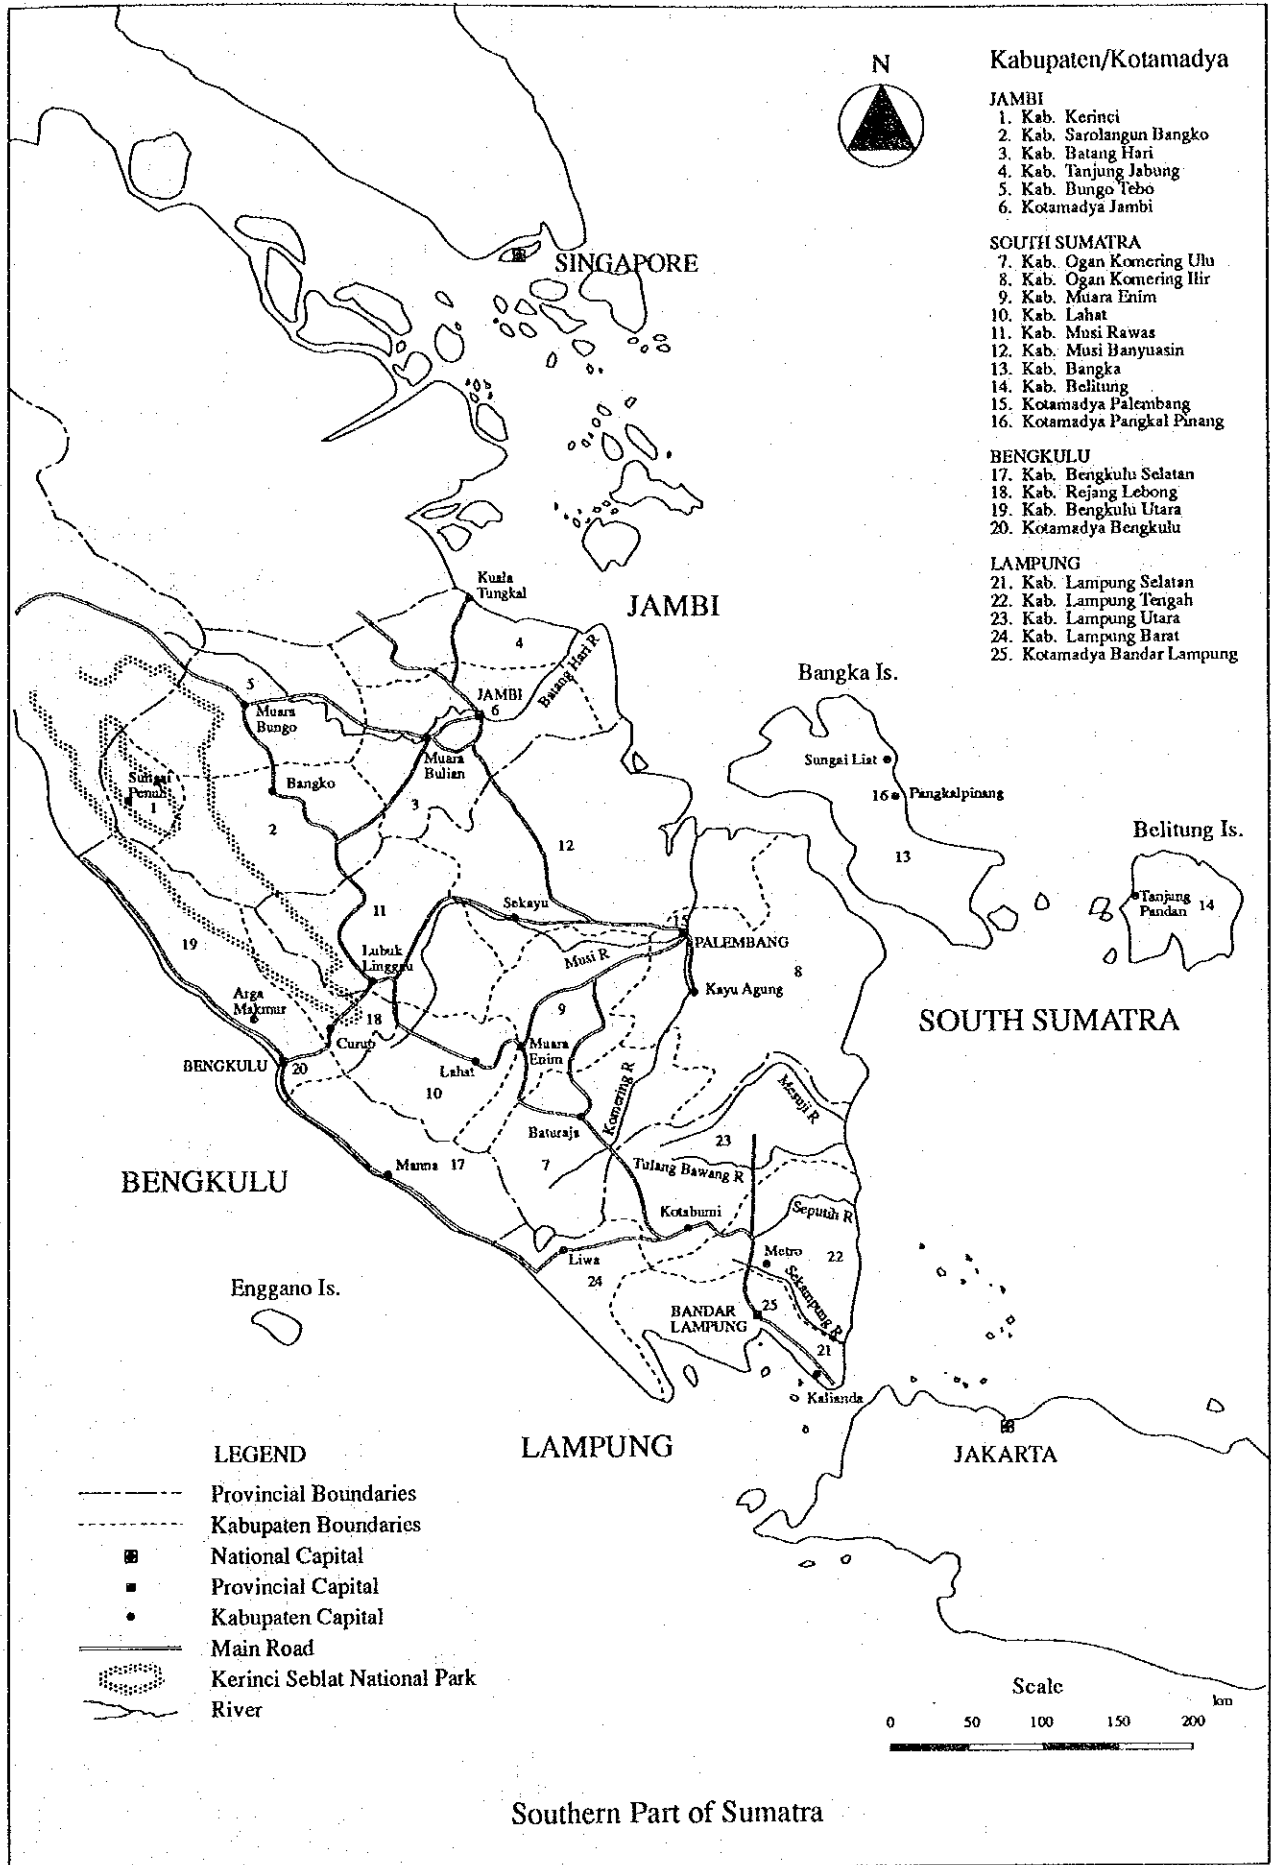 N
Kabupaten/Kotamadya
JAMBI
1. Kab. Kerinci
2. Kab. Sarolangun Bangko
3. Kab. Batang Hari
4. Kab. Tanjung Jabung
5. Kab. Bungo Tebo
6. Kotamadya Jambi
SOUTH SUMATRA
7. Kab. Ogan Komering Ulu
8. Kab. Ogan Komering Ilir
9. Kab. Muara Enim
10. Kab. Lahat
11. Kab. Musi Rawas
12. Kab. Musi Banyuasin
13. Kab. Bangka
14. Kab. Belitung
15. Kotamadya Palembang
16. Kotamadya Pangkal Pinang
BENGKULU
17. Kab. Bengkulu Selatan
18. Kab. Rejang Lebong
19. Kab. Bengkulu Utara
20. Kotamadya Bengkulu
LAMPUNG
21. Kab. Lampung Selatan
22. Kab. Lampung Tengah
23. Kab. Lampung Utara
24. Kab. Lampung Barat
25. Kotamadya Bandar Lampung
SINGAPORE
Kuala
Tungkal
JAMBI
4
Batang Hari R
Bangka Is.
5
Muara
Bungo
JAMBI
6
Muara
Bulian
Sungai Liat
Sungai
Penuh
1
Bangko
2
3
16
Pangkalpinang
Belitung Is.
12
13
Tanjung
Pandan
14
11
Sekayu
15
PALEMBANG
19
Lubuk
Linggau
Musi R
8
Arga
Makmur
Kayu Agung
18
9
SOUTH SUMATRA
Curup
BENGKULU
20
Lahat
Muara
Enim
10
Komering R
Mesuji R
Baturaja
23
BENGKULU
Manna
17
7
Tulang Bawang R
Kotabumi
Seputih R
Liwa
Metro
22
24
Sekampung R
Enggano Is.
BANDAR
LAMPUNG
25
21
Kalianda
LAMPUNG
JAKARTA
LEGEND
Provincial Boundaries
Kabupaten Boundaries
National Capital
Provincial Capital
Kabupaten Capital
Main Road
Kerinci Seblat National Park
River
Scale
km
0 50 100 150 200
Southern Part of Sumatra